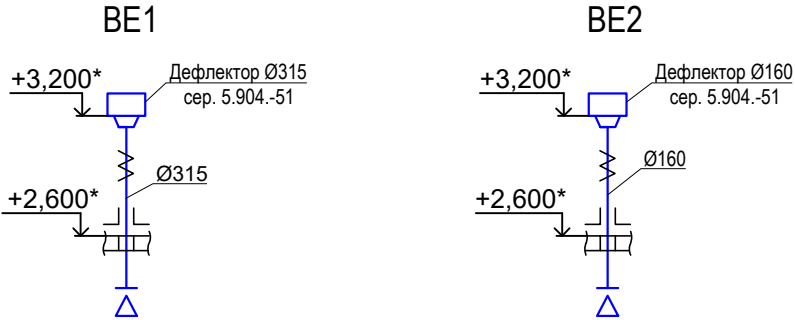 ВЕ1
+3,200*
Дефлектор Ø315
сер. 5.904.-51
Ø315
+2,600*
ВЕ2
+3,200*
Дефлектор Ø160
сер. 5.904.-51
Ø160
+2,600*